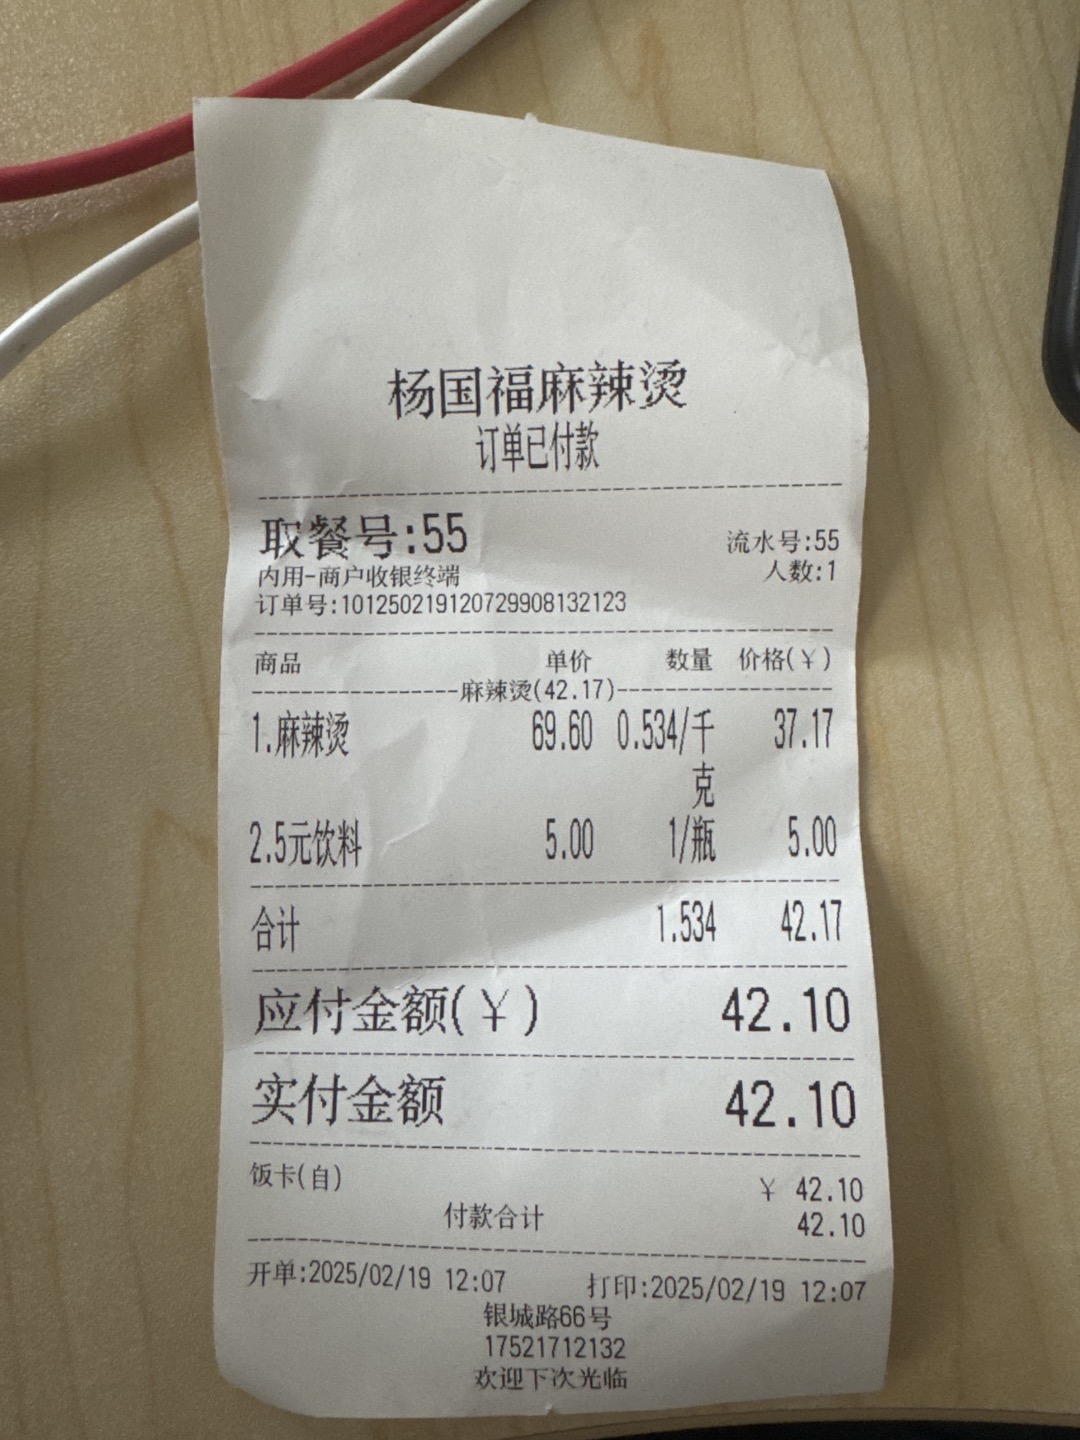 杨国福麻辣烫
订单已付款
取餐号:55 流水号:55
内用-商户收银终端 人数:1
订单号:101250219120729908132123
商品 单价 数量 价格(¥)
麻辣烫(42.17)
1.麻辣烫 69.60 0.534/千克 37.17
2.5元饮料 5.00 1/瓶 5.00
合计 1.534 42.17
应付金额(¥) 42.10
实付金额 42.10
饭卡(自) ¥ 42.10
付款合计 42.10
开单:2025/02/19 12:07 打印:2025/02/19 12:07
银城路66号
17521712132
欢迎下次光临